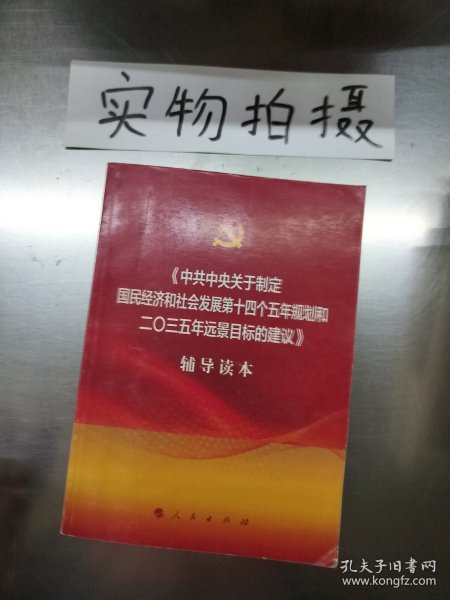 实物拍摄
《中共中央关于制定
国民经济和社会发展第十四个五年规划和
二〇三五年远景目标的建议》
辅导读本
人民出版社
孔夫子旧书网
www.kongfz.com